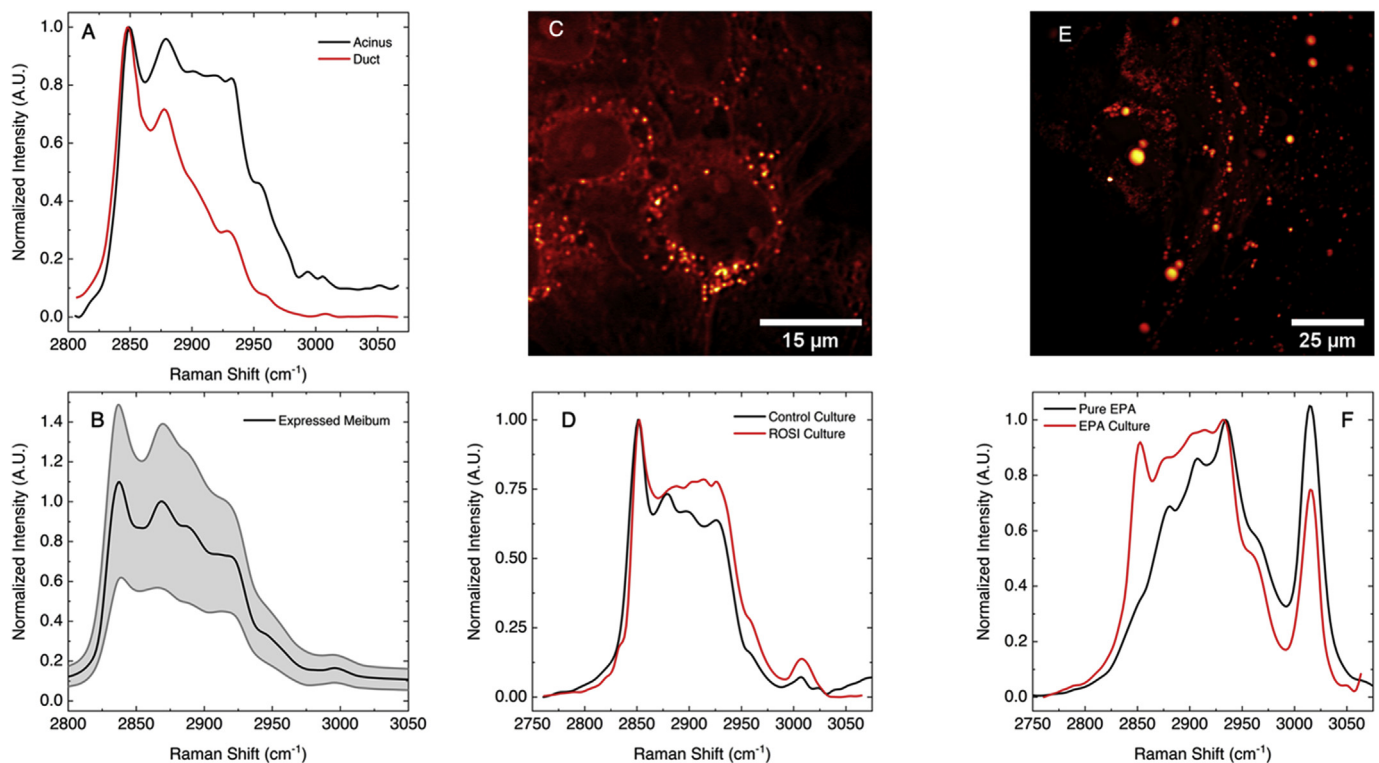 A
Acinus
Duct
Normalized Intensity (A.U.)
1.0
0.8
0.6
0.4
0.2
0.0
2800
2850
2900
2950
3000
3050
Raman Shift (cm-1)
C
15 µm
E
25 µm
B
Expressed Meibum
Normalized Intensity (A.U.)
1.4
1.2
1.0
0.8
0.6
0.4
0.2
0.0
2800
2850
2900
2950
3000
3050
Raman Shift (cm-1)
D
Control Culture
ROSI Culture
Normalized Intensity (A.U.)
1.00
0.75
0.50
0.25
0.00
2750
2800
2850
2900
2950
3000
3050
Raman Shift (cm-1)
Pure EPA
EPA Culture
F
Normalized Intensity (A.U.)
1.0
0.8
0.6
0.4
0.2
0.0
2750
2800
2850
2900
2950
3000
3050
Raman Shift (cm-1)